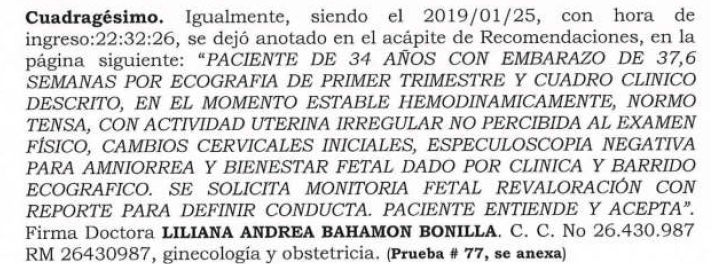 Cuadragésimo. Igualmente, siendo el 2019/01/25, con hora de
ingreso:22:32:26, se dejó anotado en el acápite de Recomendaciones, en la
página siguiente: “PACIENTE DE 34 AÑOS CON EMBARAZO DE 37,6
SEMANAS POR ECOGRAFIA DE PRIMER TRIMESTRE Y CUADRO CLINICO
DESCRITO, EN EL MOMENTO ESTABLE HEMODINAMICAMENTE, NORMO
TENSA, CON ACTIVIDAD UTERINA IRREGULAR NO PERCIBIDA AL EXAMEN
FÍSICO, CAMBIOS CERVICALES INICIALES, ESPECULOSCOPIA NEGATIVA
PARA AMNIORREA Y BIENESTAR FETAL DADO POR CLINICA Y BARRIDO
ECOGRAFICO. SE SOLICITA MONITORIA FETAL REVALORACIÓN CON
REPORTE PARA DEFINIR CONDUCTA. PACIENTE ENTIENDE Y ACEPTA”.
Firma Doctora LILIANA ANDREA BAHAMON BONILLA. C. C. No 26.430.987
RM 26430987, ginecología y obstetricia. (Prueba # 77, se anexa)